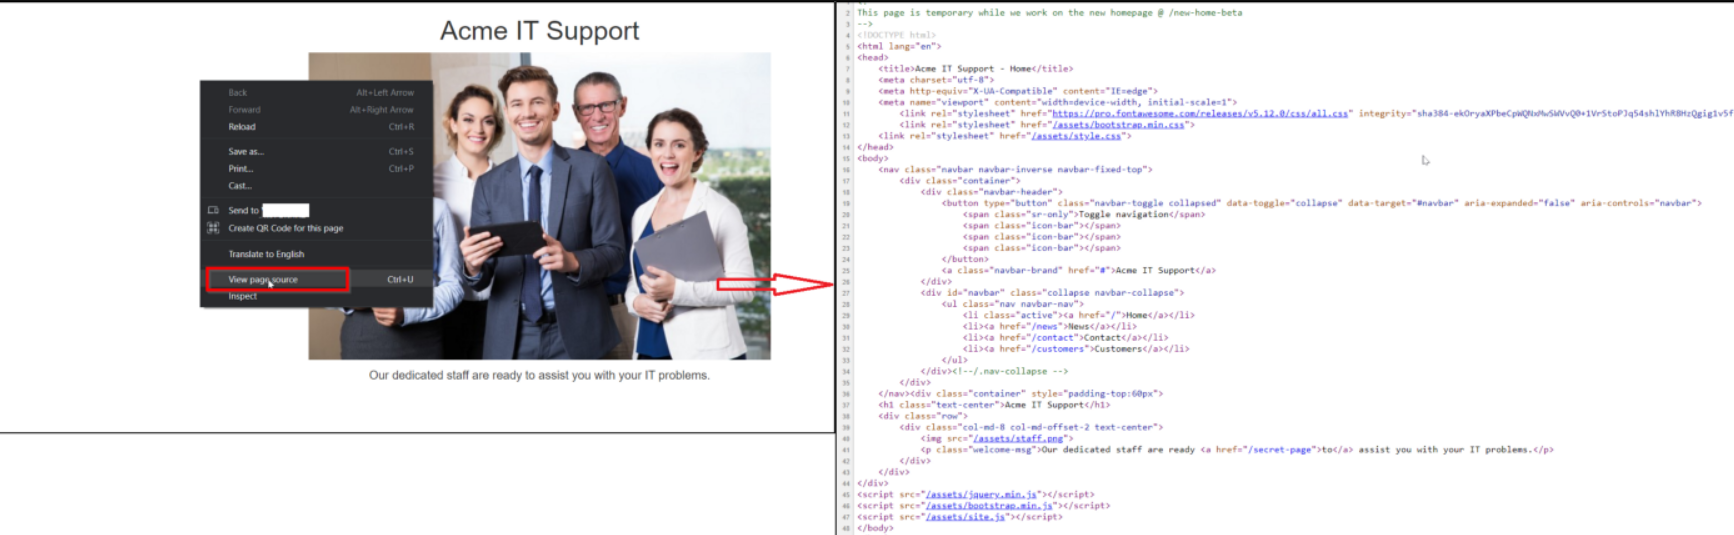 Acme IT Support
Back Alt+Left Arrow
Forward Alt+Right Arrow
Reload Ctrl+R
Save as... Ctrl+S
Print... Ctrl+P
Cast...
Send to
Create QR Code for this page
Translate to English
View page source Ctrl+U
Inspect
Our dedicated staff are ready to assist you with your IT problems.
2 This page is temporary while we work on the new homepage @ /new-home-beta
3 -->
4 <!DOCTYPE html>
5 <html lang="en">
6 <head>
7 <title>Acme IT Support - Home</title>
8 <meta charset="utf-8">
9 <meta http-equiv="X-UA-Compatible" content="IE=edge">
10 <meta name="viewport" content="width=device-width, initial-scale=1">
11 <link rel="stylesheet" href="https://pro.fontawesome.com/releases/v5.12.0/css/all.css" integrity=
12 <link rel="stylesheet" href="/assets/bootstrap.min.css">
13 <link rel="stylesheet" href="/assets/style.css">
14 </head>
15 <body>
16 <nav class="navbar navbar-inverse navbar-fixed-top">
17 <div class="container">
18 <div class="navbar-header">
19 <button type="button" class="navbar-toggle collapsed" data-toggle="collapse" data-target="#navbar" aria-expanded="false" aria-controls="navbar">
20 <span class="sr-only">Toggle navigation</span>
21 <span class="icon-bar"></span>
22 <span class="icon-bar"></span>
23 <span class="icon-bar"></span>
24 </button>
25 <a class="navbar-brand" href="#">Acme IT Support</a>
26 </div>
27 <div id="navbar" class="collapse navbar-collapse">
28 <ul class="nav navbar-nav">
29 <li class="active"><a href="/">Home</a></li>
30 <li><a href="/news">News</a></li>
31 <li><a href="/contact">Contact</a></li>
32 <li><a href="/customers">Customers</a></li>
33 </ul>
34 </div><!--/.nav-collapse -->
35 </div>
36 </nav><div class="container" style="padding-top:60px">
37 <h1 class="text-center">Acme IT Support</h1>
38 <div class="row">
39 <div class="col-md-8 col-md-offset-2 text-center">
40 <img src="/assets/staff.png">
41 <p class="welcome-msg">Our dedicated staff are ready <a href="/secret-page">to</a> assist you with your IT problems.</p>
42 </div>
43 </div>
44 </div>
45 <script src="/assets/jquery.min.js"></script>
46 <script src="/assets/bootstrap.min.js"></script>
47 <script src="/assets/site.js"></script>
48 </body>